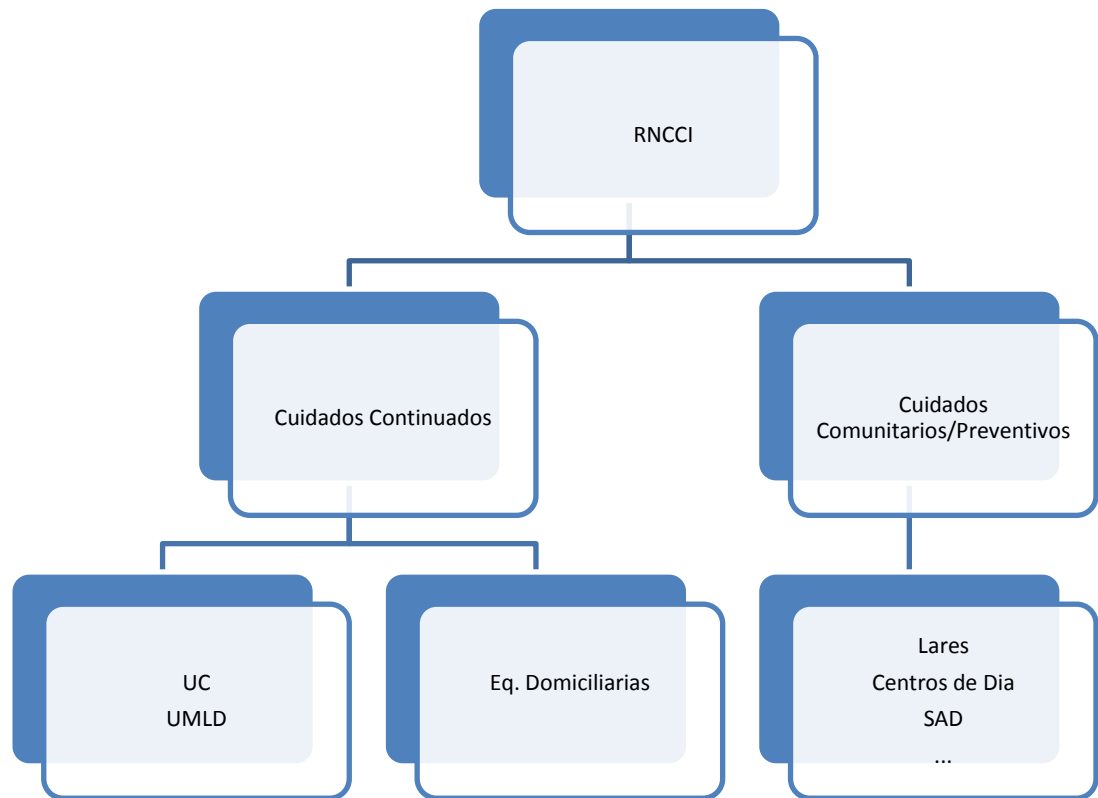 RNCCI
Cuidados Continuados
Cuidados
Comunitarios/Preventivos
UC
UMLD
Eq. Domiciliarias
Lares
Centros de Dia
SAD
...